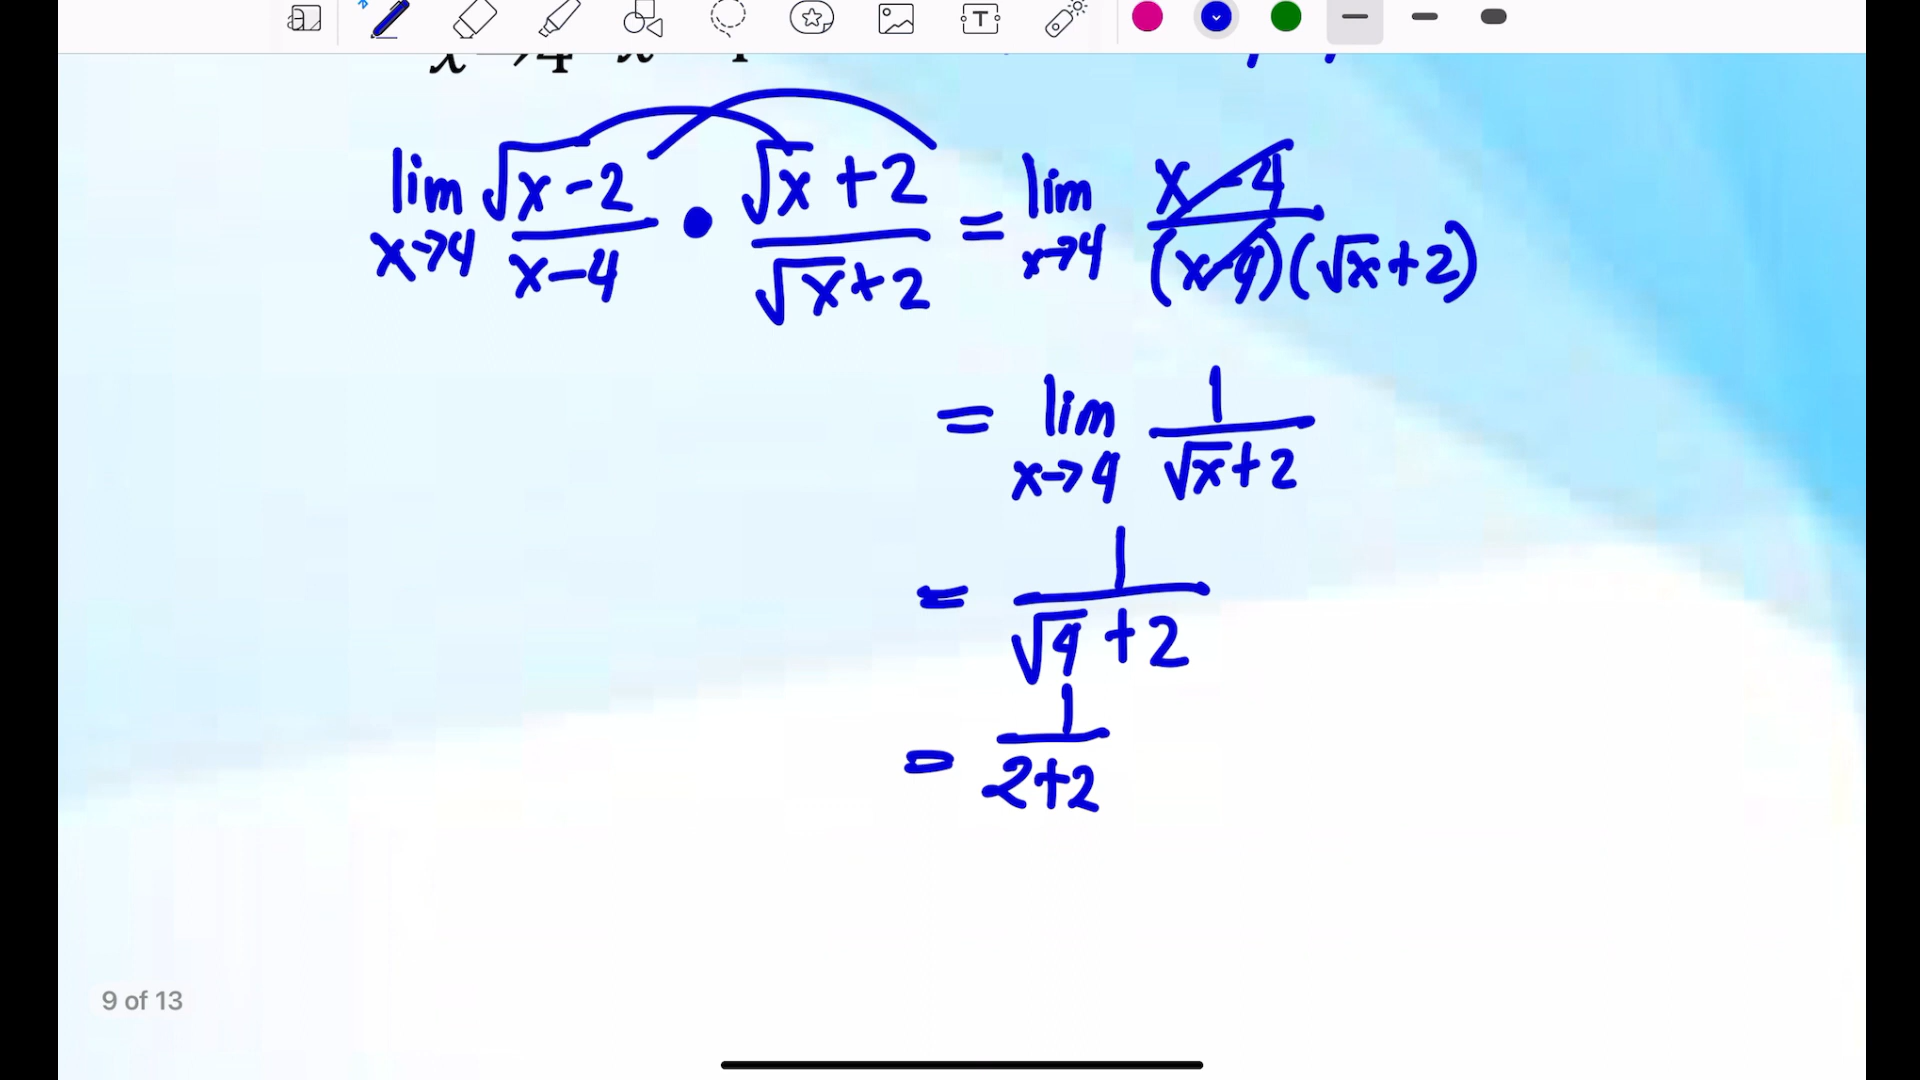 lim x→4 √x-2 / x-4 • √x+2 / √x+2 = lim x→4 x-4 / (x-4)(√x+2)
= lim x→4 1 / √x+2
= 1 / √4+2
= 1 / 2+2
9 of 13